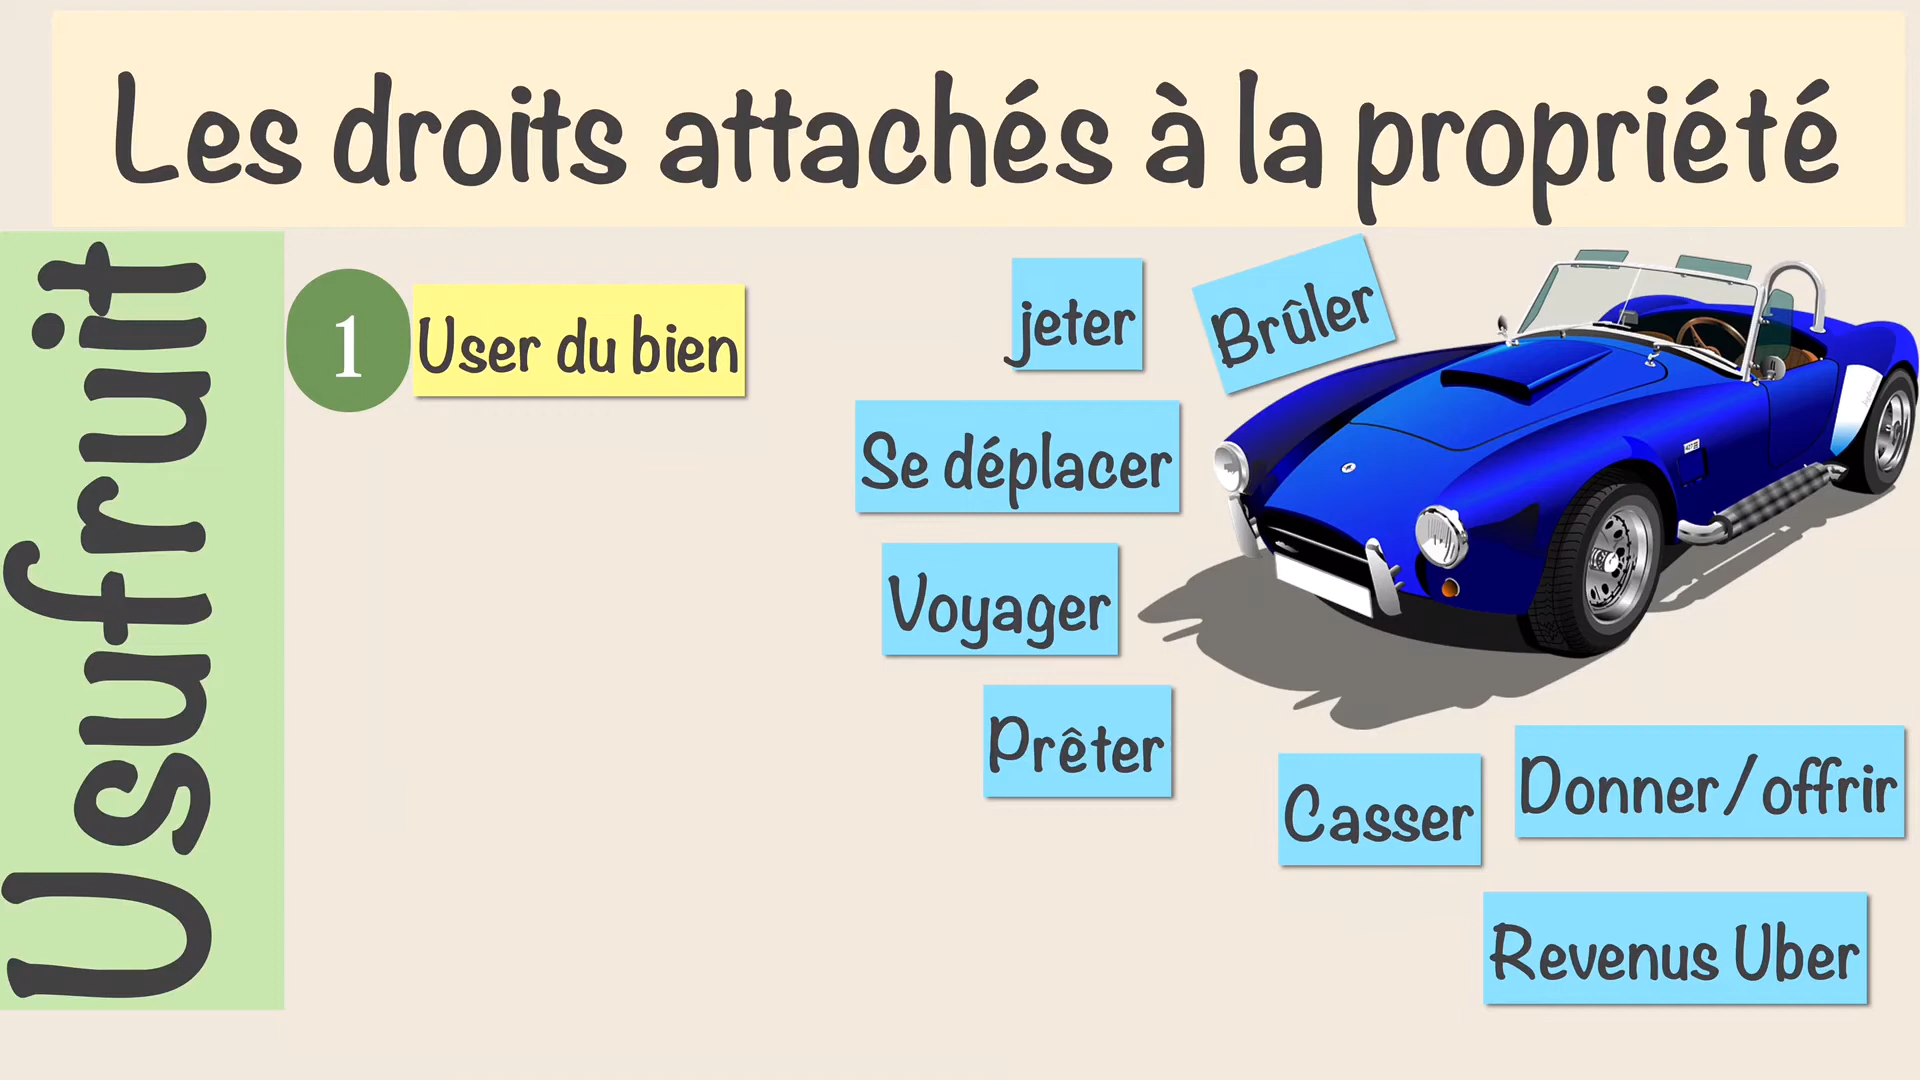 Les droits attachés à la propriété
Usufruit
1
User du bien
jeter
Brûler
Se déplacer
Voyager
Prêter
Casser
Donner/offrir
Revenus Uber